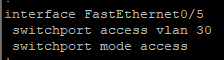 interface FastEthernet0/5
switchport access vlan 30
switchport mode access